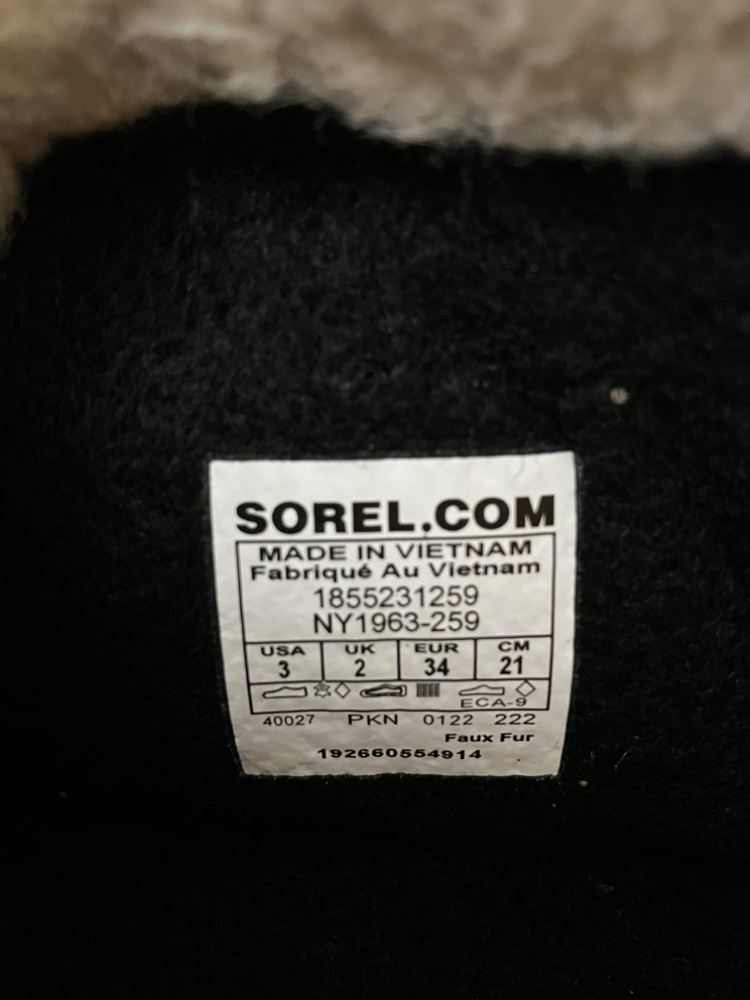 SOREL.COM
MADE IN VIETNAM
Fabriqué Au Vietnam
1855231259
NY1963-259
USA UK EUR CM
3 2 34 21
ECA-9
40027 PKN 0122 222
Faux Fur
192660554914